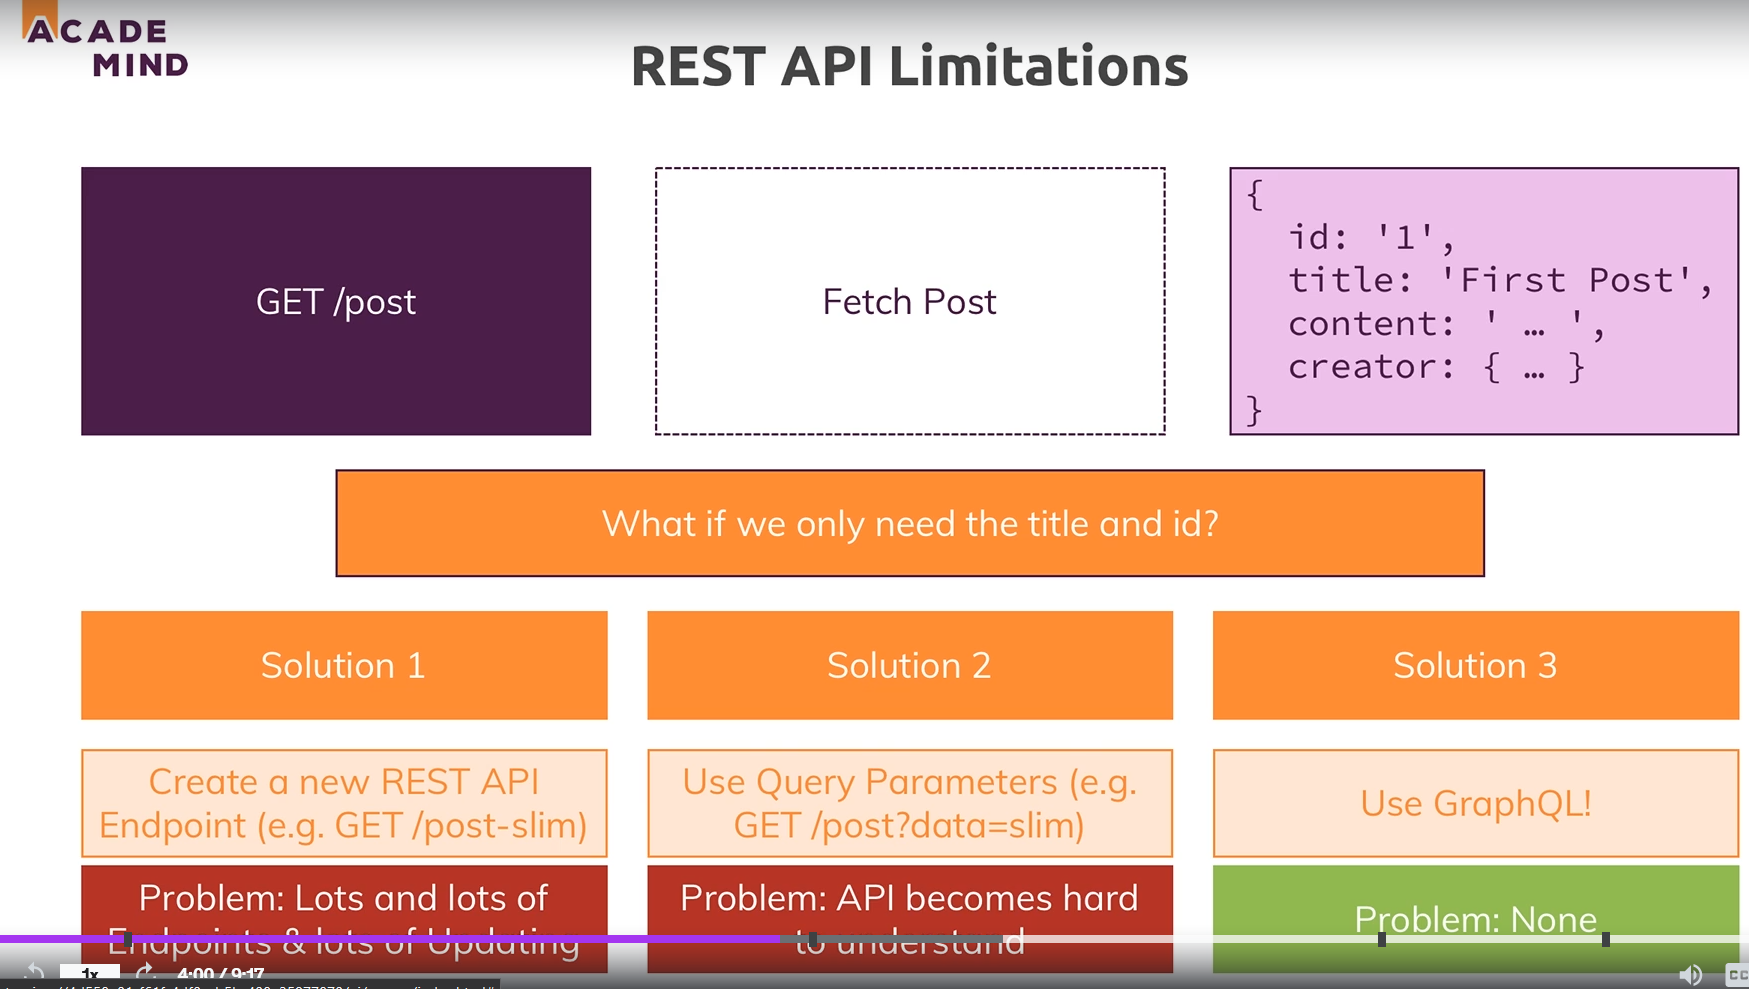 ACADE
MIND
REST API Limitations
GET /post
Fetch Post
{
id: '1',
title: 'First Post',
content: ' … ',
creator: { … }
}
What if we only need the title and id?
Solution 1
Solution 2
Solution 3
Create a new REST API
Endpoint (e.g. GET /post-slim)
Use Query Parameters (e.g.
GET /post?data=slim)
Use GraphQL!
Problem: Lots and lots of
Endpoints & lots of Updating
Problem: API becomes hard
to understand
Problem: None
1x
4:00 / 9:17
CC